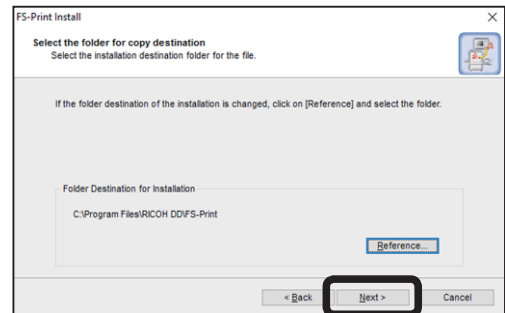 FS-Print Install
Select the folder for copy destination
Select the installation destination folder for the file.
If the folder destination of the installation is changed, click on [Reference] and select the folder.
Folder Destination for Installation
C:\Program Files\RICOH DD\FS-Print
Reference...
< Back
Next >
Cancel